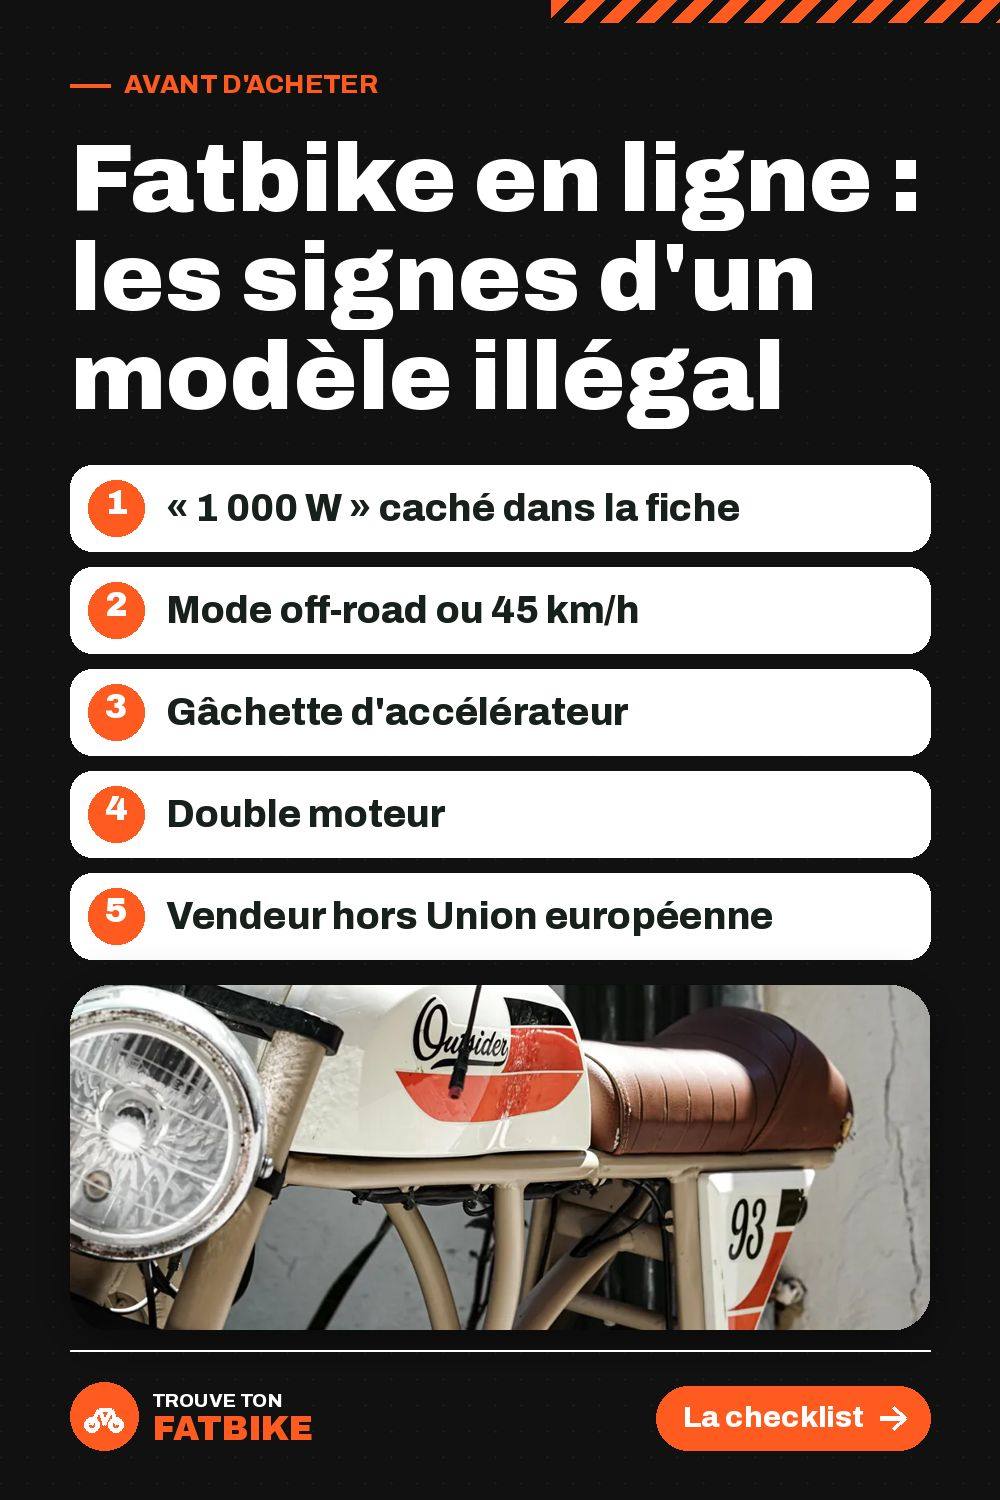 AVANT D'ACHETER
Fatbike en ligne :
les signes d'un
modèle illégal
1 « 1 000 W » caché dans la fiche
2 Mode off-road ou 45 km/h
3 Gâchette d'accélérateur
4 Double moteur
5 Vendeur hors Union européenne
Outsider
93
TROUVE TON
FATBIKE
La checklist